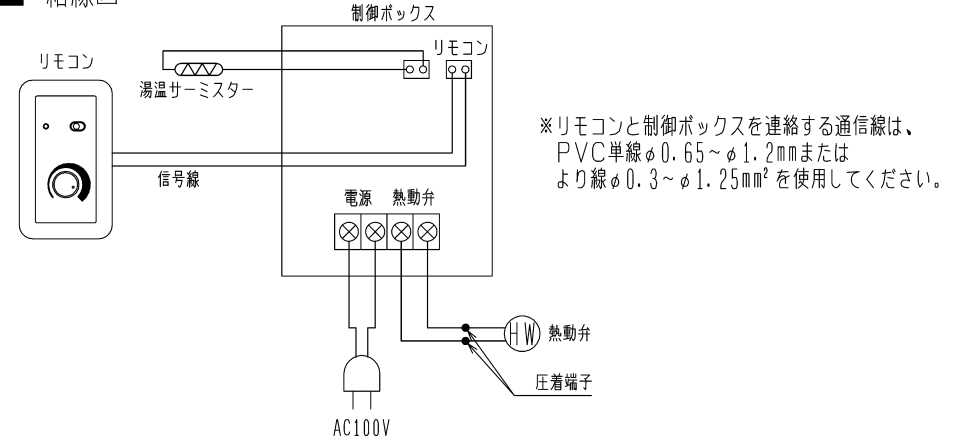 制御ボックス
リモコン
リモコン
湯温サーミスター
信号線
電源 熱動弁
HW 熱動弁
圧着端子
AC100V
※リモコンと制御ボックスを連絡する通信線は、
PVC単線φ0.65~φ1.2mmまたは
より線φ0.3~φ1.25mm²を使用してください。